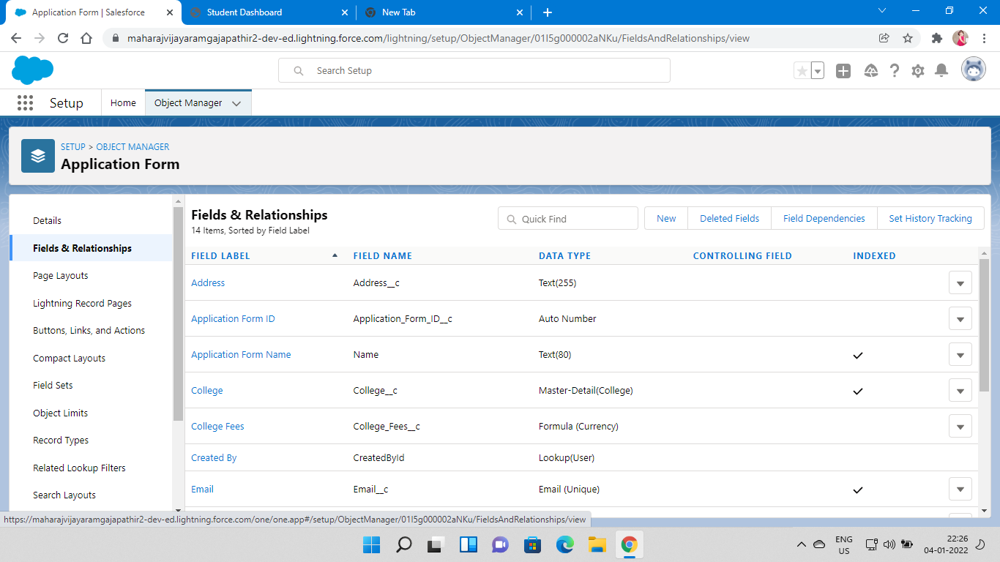 Application Form | Salesforce
Student Dashboard
New Tab
maharajvijayaramgajapathir2-dev-ed.lightning.force.com/lightning/setup/ObjectManager/01I5g000002aNKu/FieldsAndRelationships/view
Search Setup
Setup
Home
Object Manager
SETUP > OBJECT MANAGER
Application Form
Details
Fields & Relationships
Page Layouts
Lightning Record Pages
Buttons, Links, and Actions
Compact Layouts
Field Sets
Object Limits
Record Types
Related Lookup Filters
Search Layouts
Fields & Relationships
14 Items, Sorted by Field Label
Quick Find
New
Deleted Fields
Field Dependencies
Set History Tracking
FIELD LABEL FIELD NAME DATA TYPE CONTROLLING FIELD INDEXED
Address Address__c Text(255)
Application Form ID Application_Form_ID__c Auto Number
Application Form Name Name Text(80)
College College__c Master-Detail(College)
College Fees College_Fees__c Formula (Currency)
Created By CreatedById Lookup(User)
Email Email__c Email (Unique)
https://maharajvijayaramgajapathir2-dev-ed.lightning.force.com/one/one.app#/setup/ObjectManager/01I5g000002aNKu/FieldsAndRelationships/view
ENG
US
22:26
04-01-2022